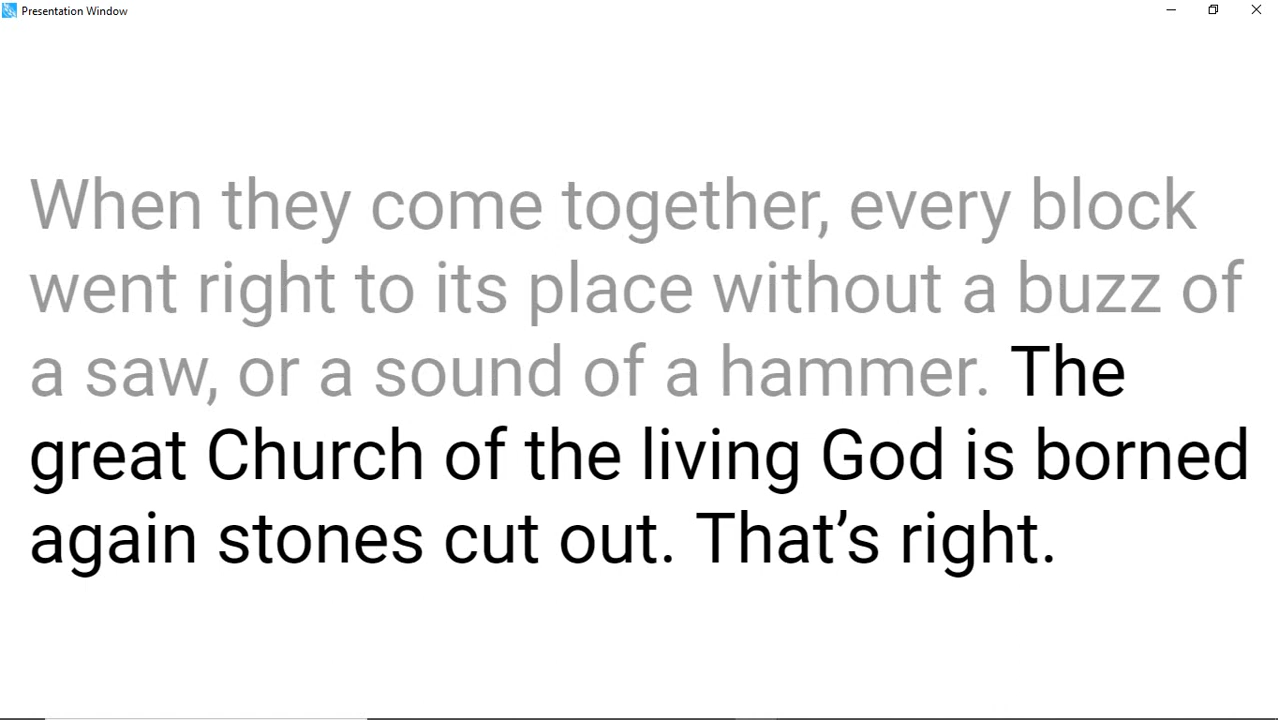 Presentation Window
When they come together, every block
went right to its place without a buzz of
a saw, or a sound of a hammer. The
great Church of the living God is borned
again stones cut out. That’s right.